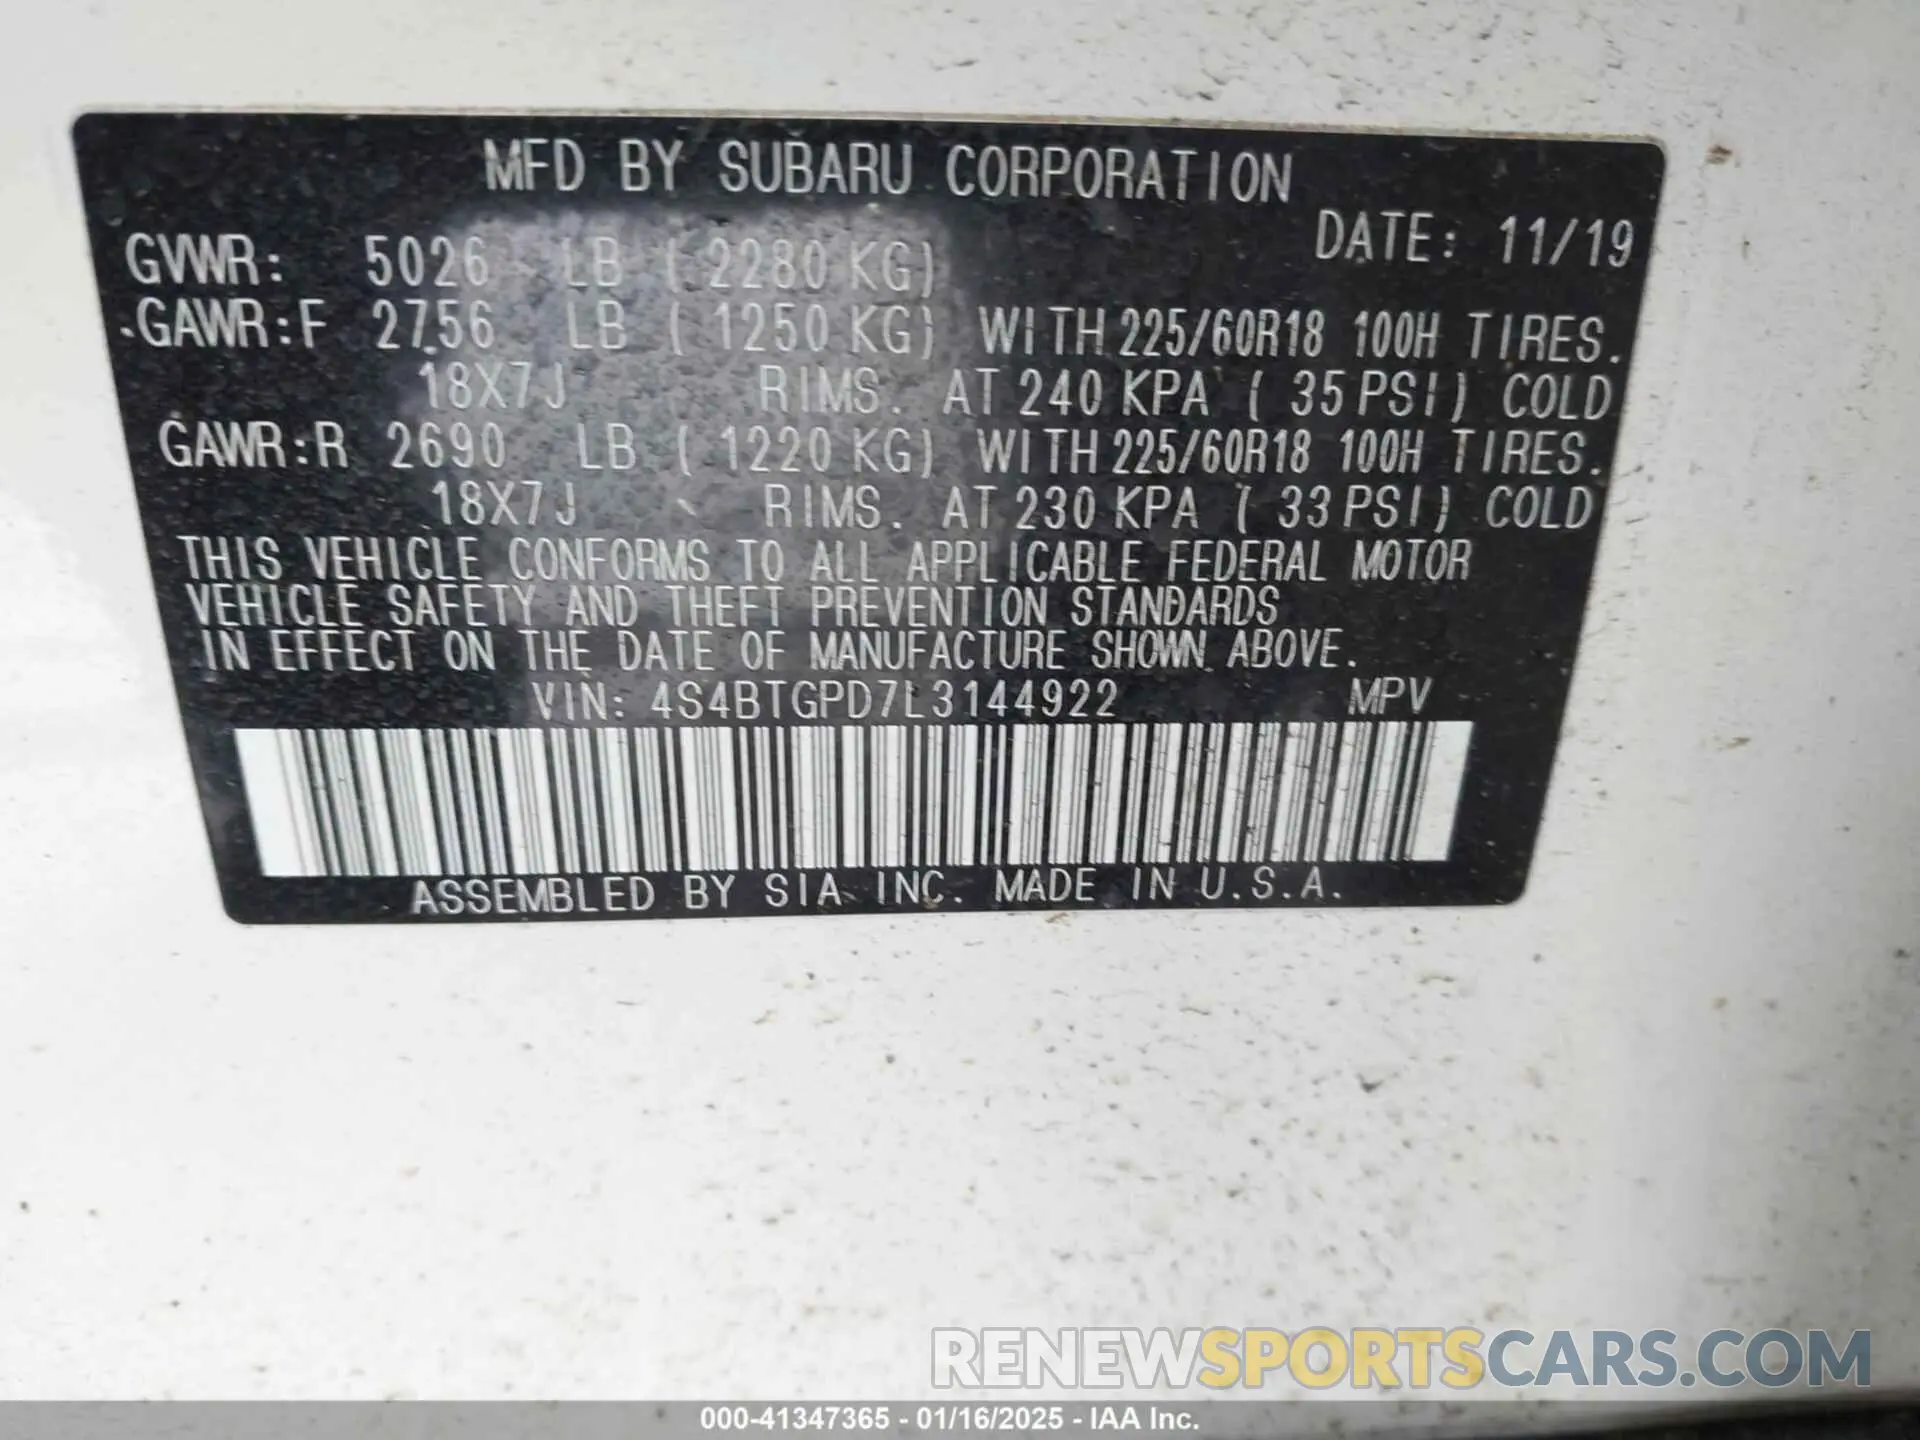 MFD BY SUBARU CORPORATION
DATE: 11/19
GVWR: 5026 LB ( 2280 KG)
GAWR:F 2756 LB ( 1250 KG) WITH 225/60R18 100H TIRES.
18X7J RIMS. AT 240 KPA ( 35 PSI) COLD
GAWR:R 2690 LB ( 1220 KG) WITH 225/60R18 100H TIRES.
18X7J RIMS. AT 230 KPA ( 33 PSI) COLD
THIS VEHICLE CONFORMS TO ALL APPLICABLE FEDERAL MOTOR
VEHICLE SAFETY AND THEFT PREVENTION STANDARDS
IN EFFECT ON THE DATE OF MANUFACTURE SHOWN ABOVE.
VIN: 4S4BTGPD7L3144922 MPV
ASSEMBLED BY SIA INC. MADE IN U.S.A.
RENEWSPORTSCARS.COM
000-41347365 - 01/16/2025 - IAA Inc.